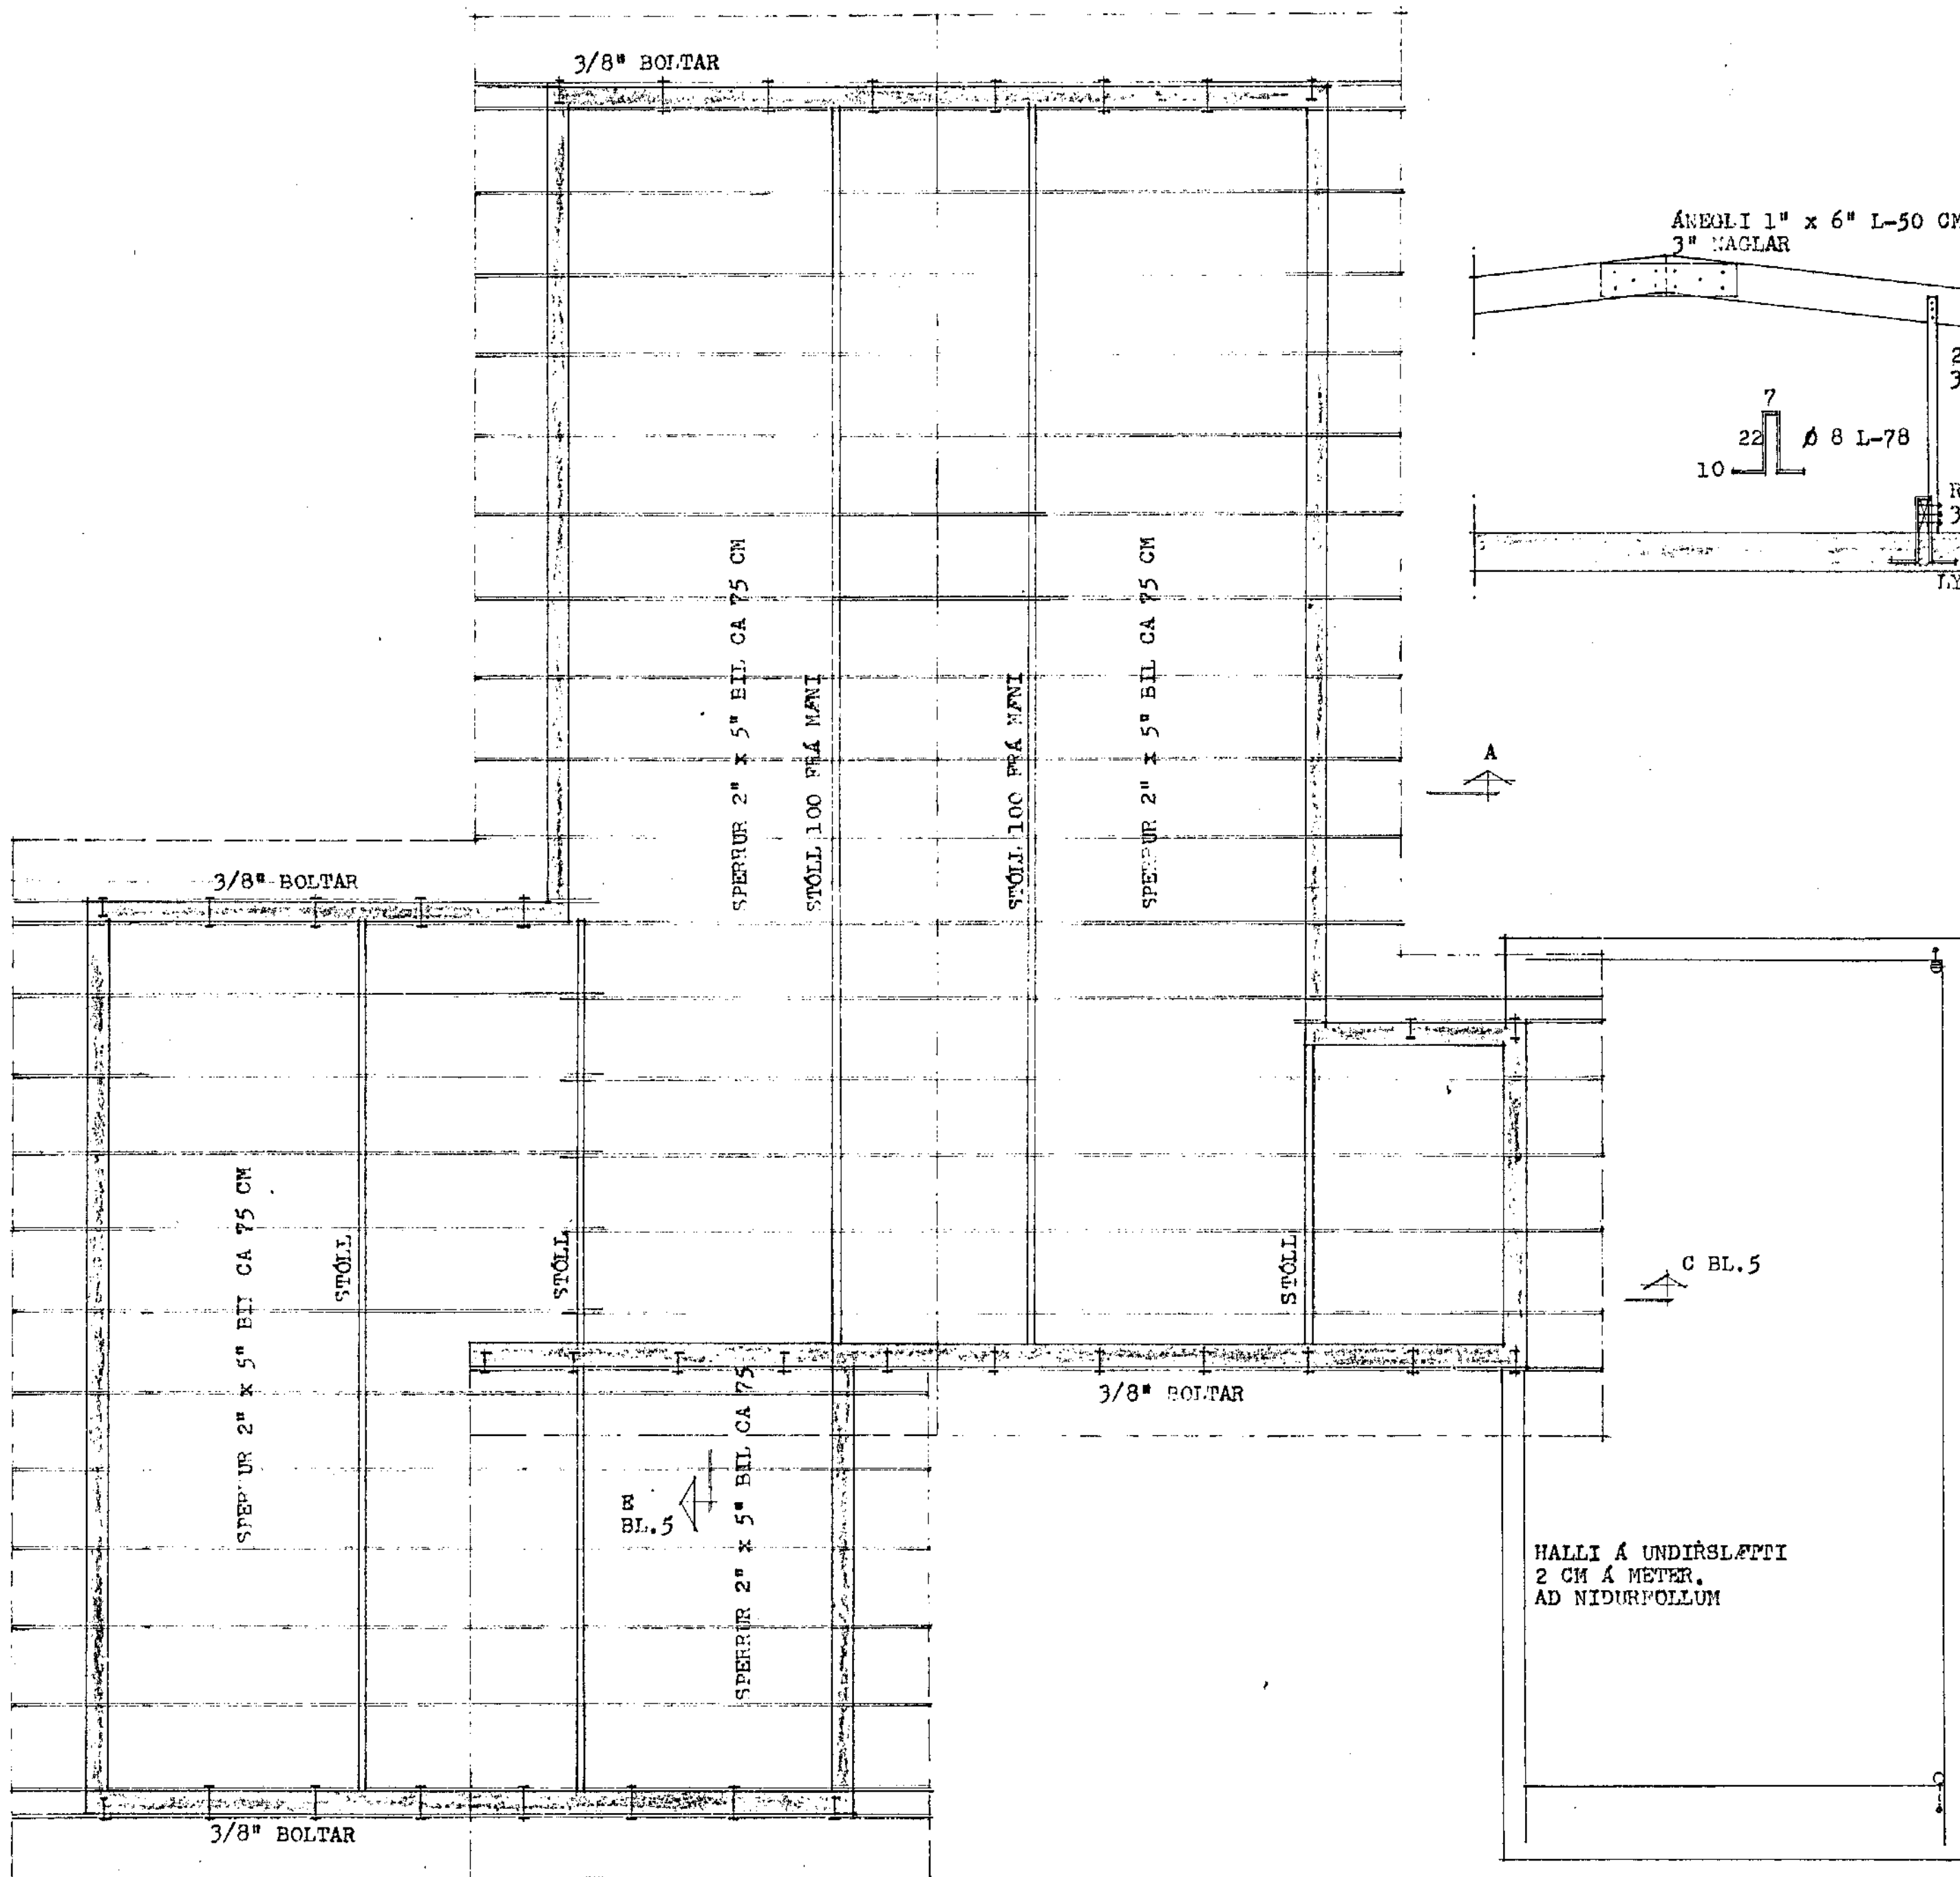 3/8" BOLTAR
ÁNEGLI 1" x 6" L-50 CM
3" NAGLAR
7
22
Ø 8 L-78
10
SPERRUR 2" x 5" BIL CA 75 CM
STÓLL 100 FRÁ MÆNI
STÓLL 100 FRÁ MÆNI
SPERRUR 2" x 5" BIL CA 75 CM
A
3/8" BOLTAR
SPERRUR 2" x 5" BIL CA 75 CM
STÓLL
STÓLL
STÓLL
C BL.5
3/8" BOLTAR
E
BL.5
SPERRUR 2" x 5" BIL CA 75
HALLI Á UNDIRSLÆTTI
2 CM Á METER.
AD NIDURFOLLUM
3/8" BOLTAR